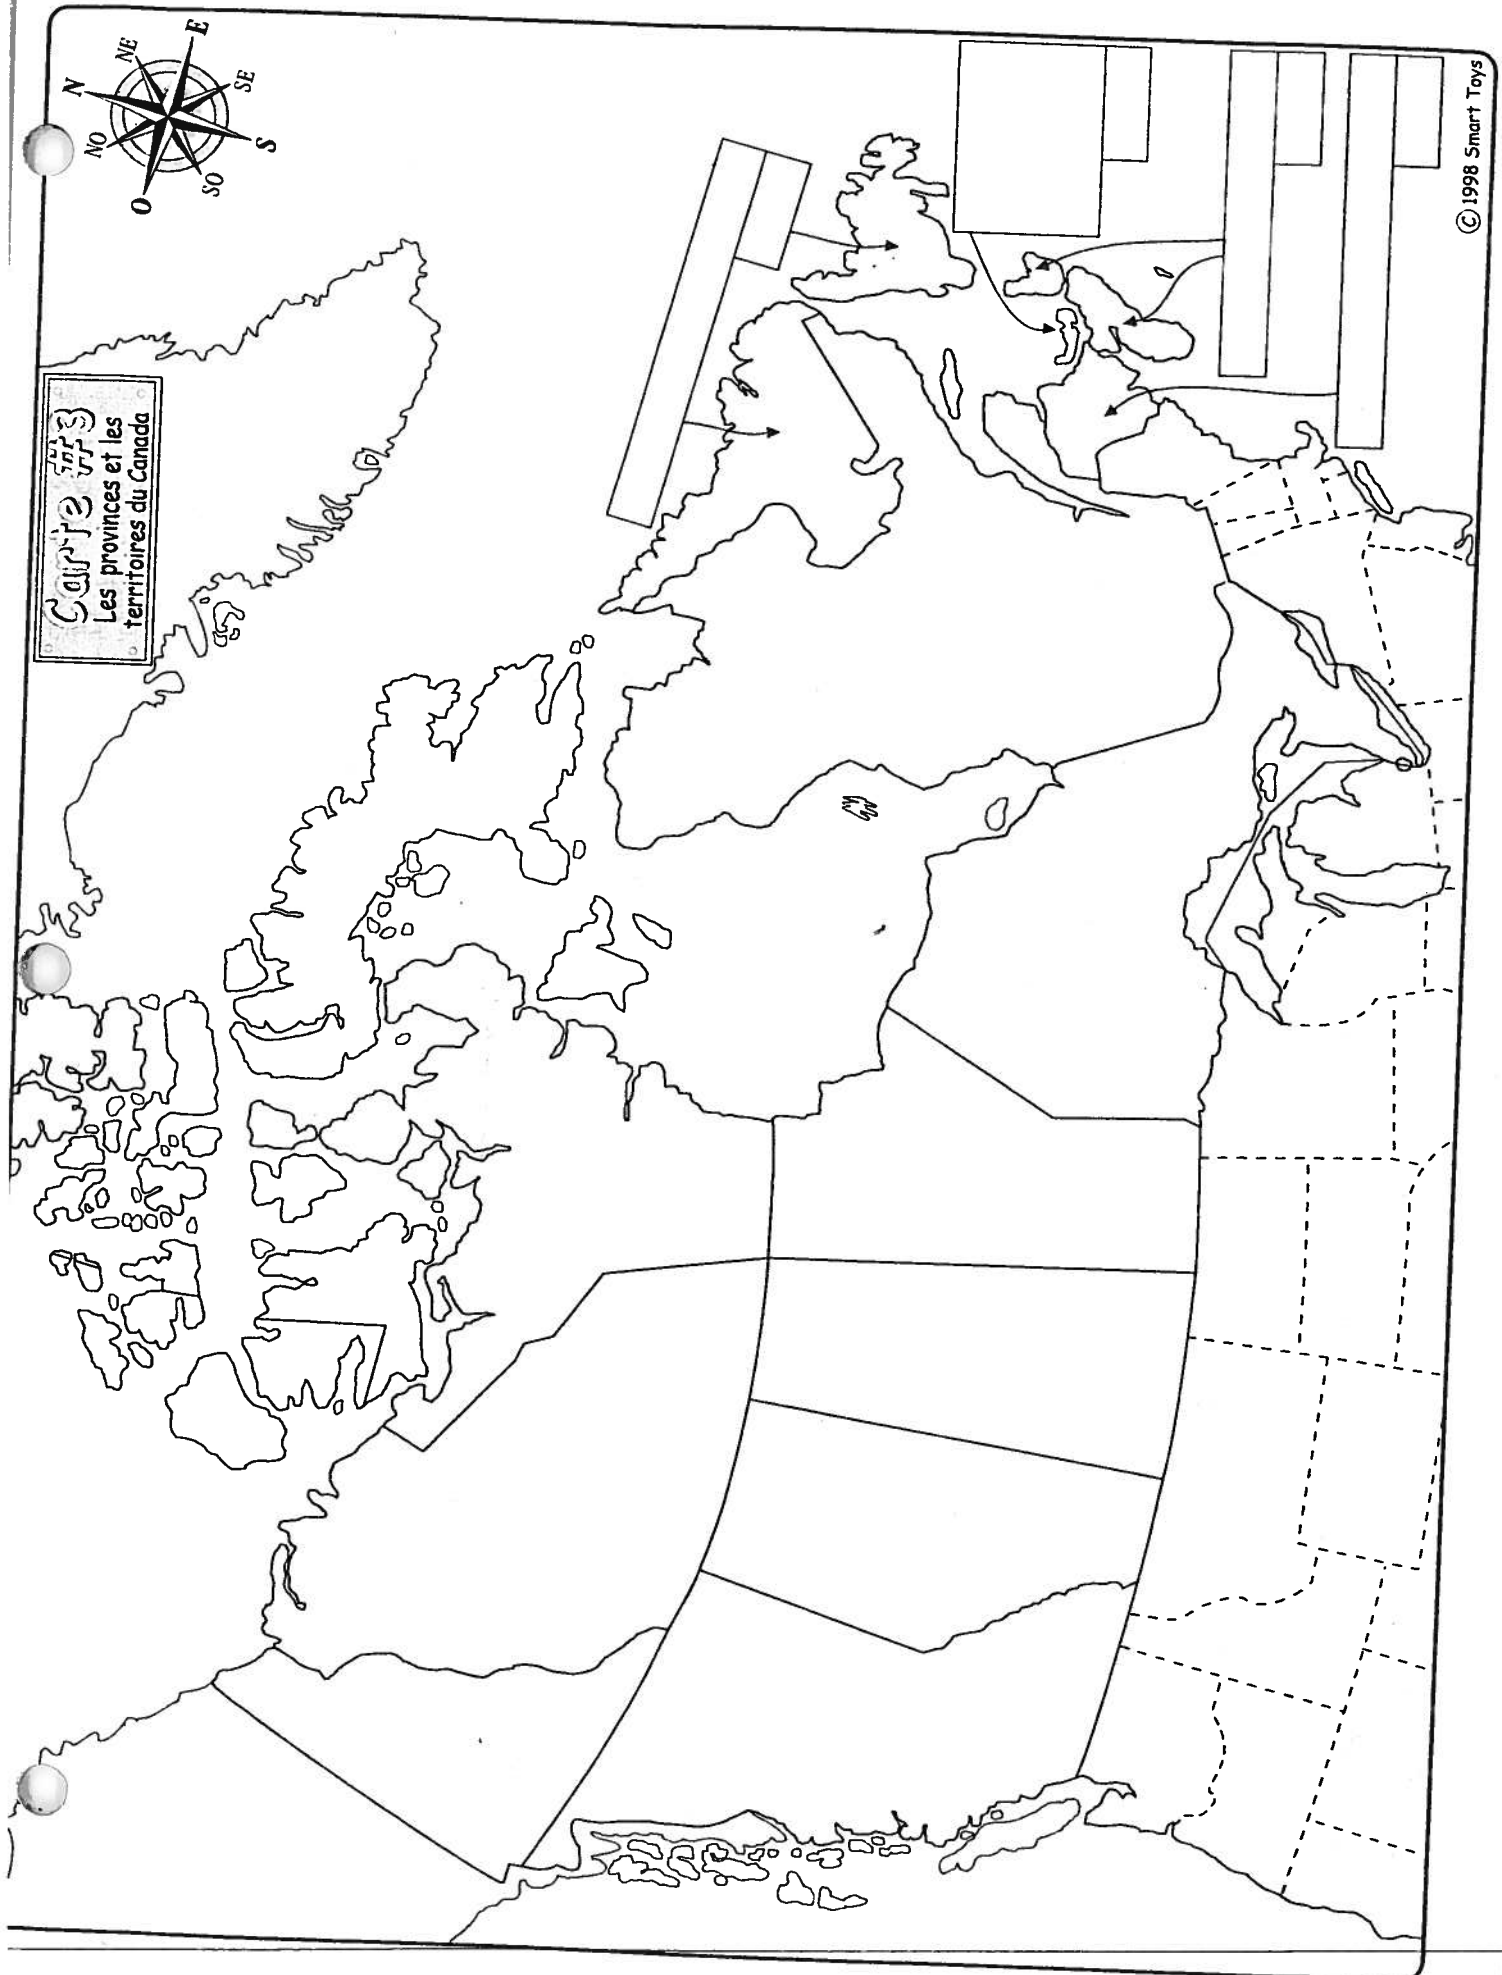 Carte #3
Les provinces et les
territoires du Canada
N
NE
E
SE
S
SO
O
NO
© 1998 Smart Toys